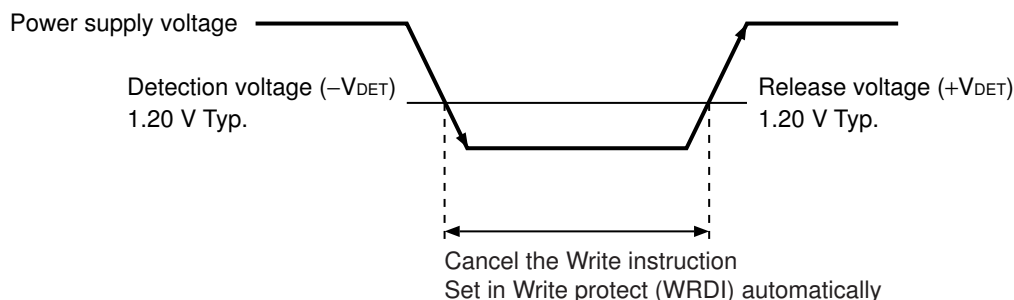 Power supply voltage
Detection voltage (−VDET)
1.20 V Typ.
Release voltage (+VDET)
1.20 V Typ.
Cancel the Write instruction
Set in Write protect (WRDI) automatically